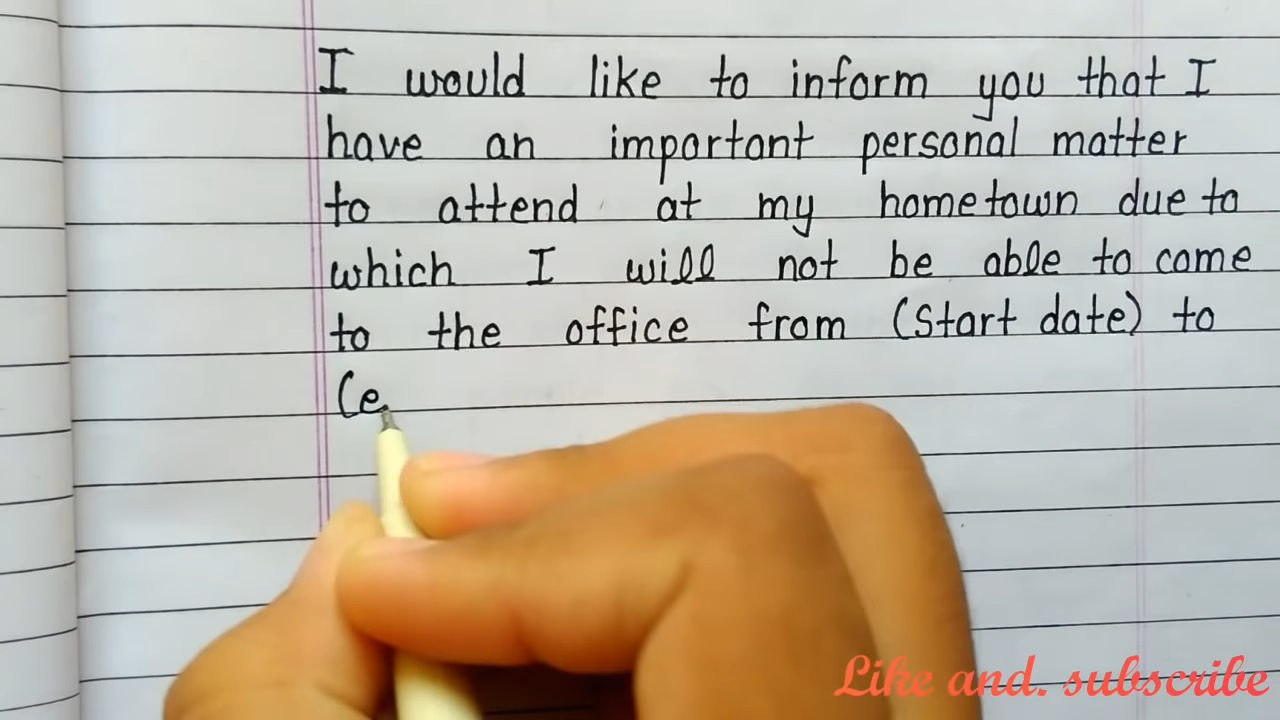 I would like to inform you that I
have an important personal matter
to attend at my hometown due to
which I will not be able to come
to the office from (Start date) to
(e
Like and. subscribe